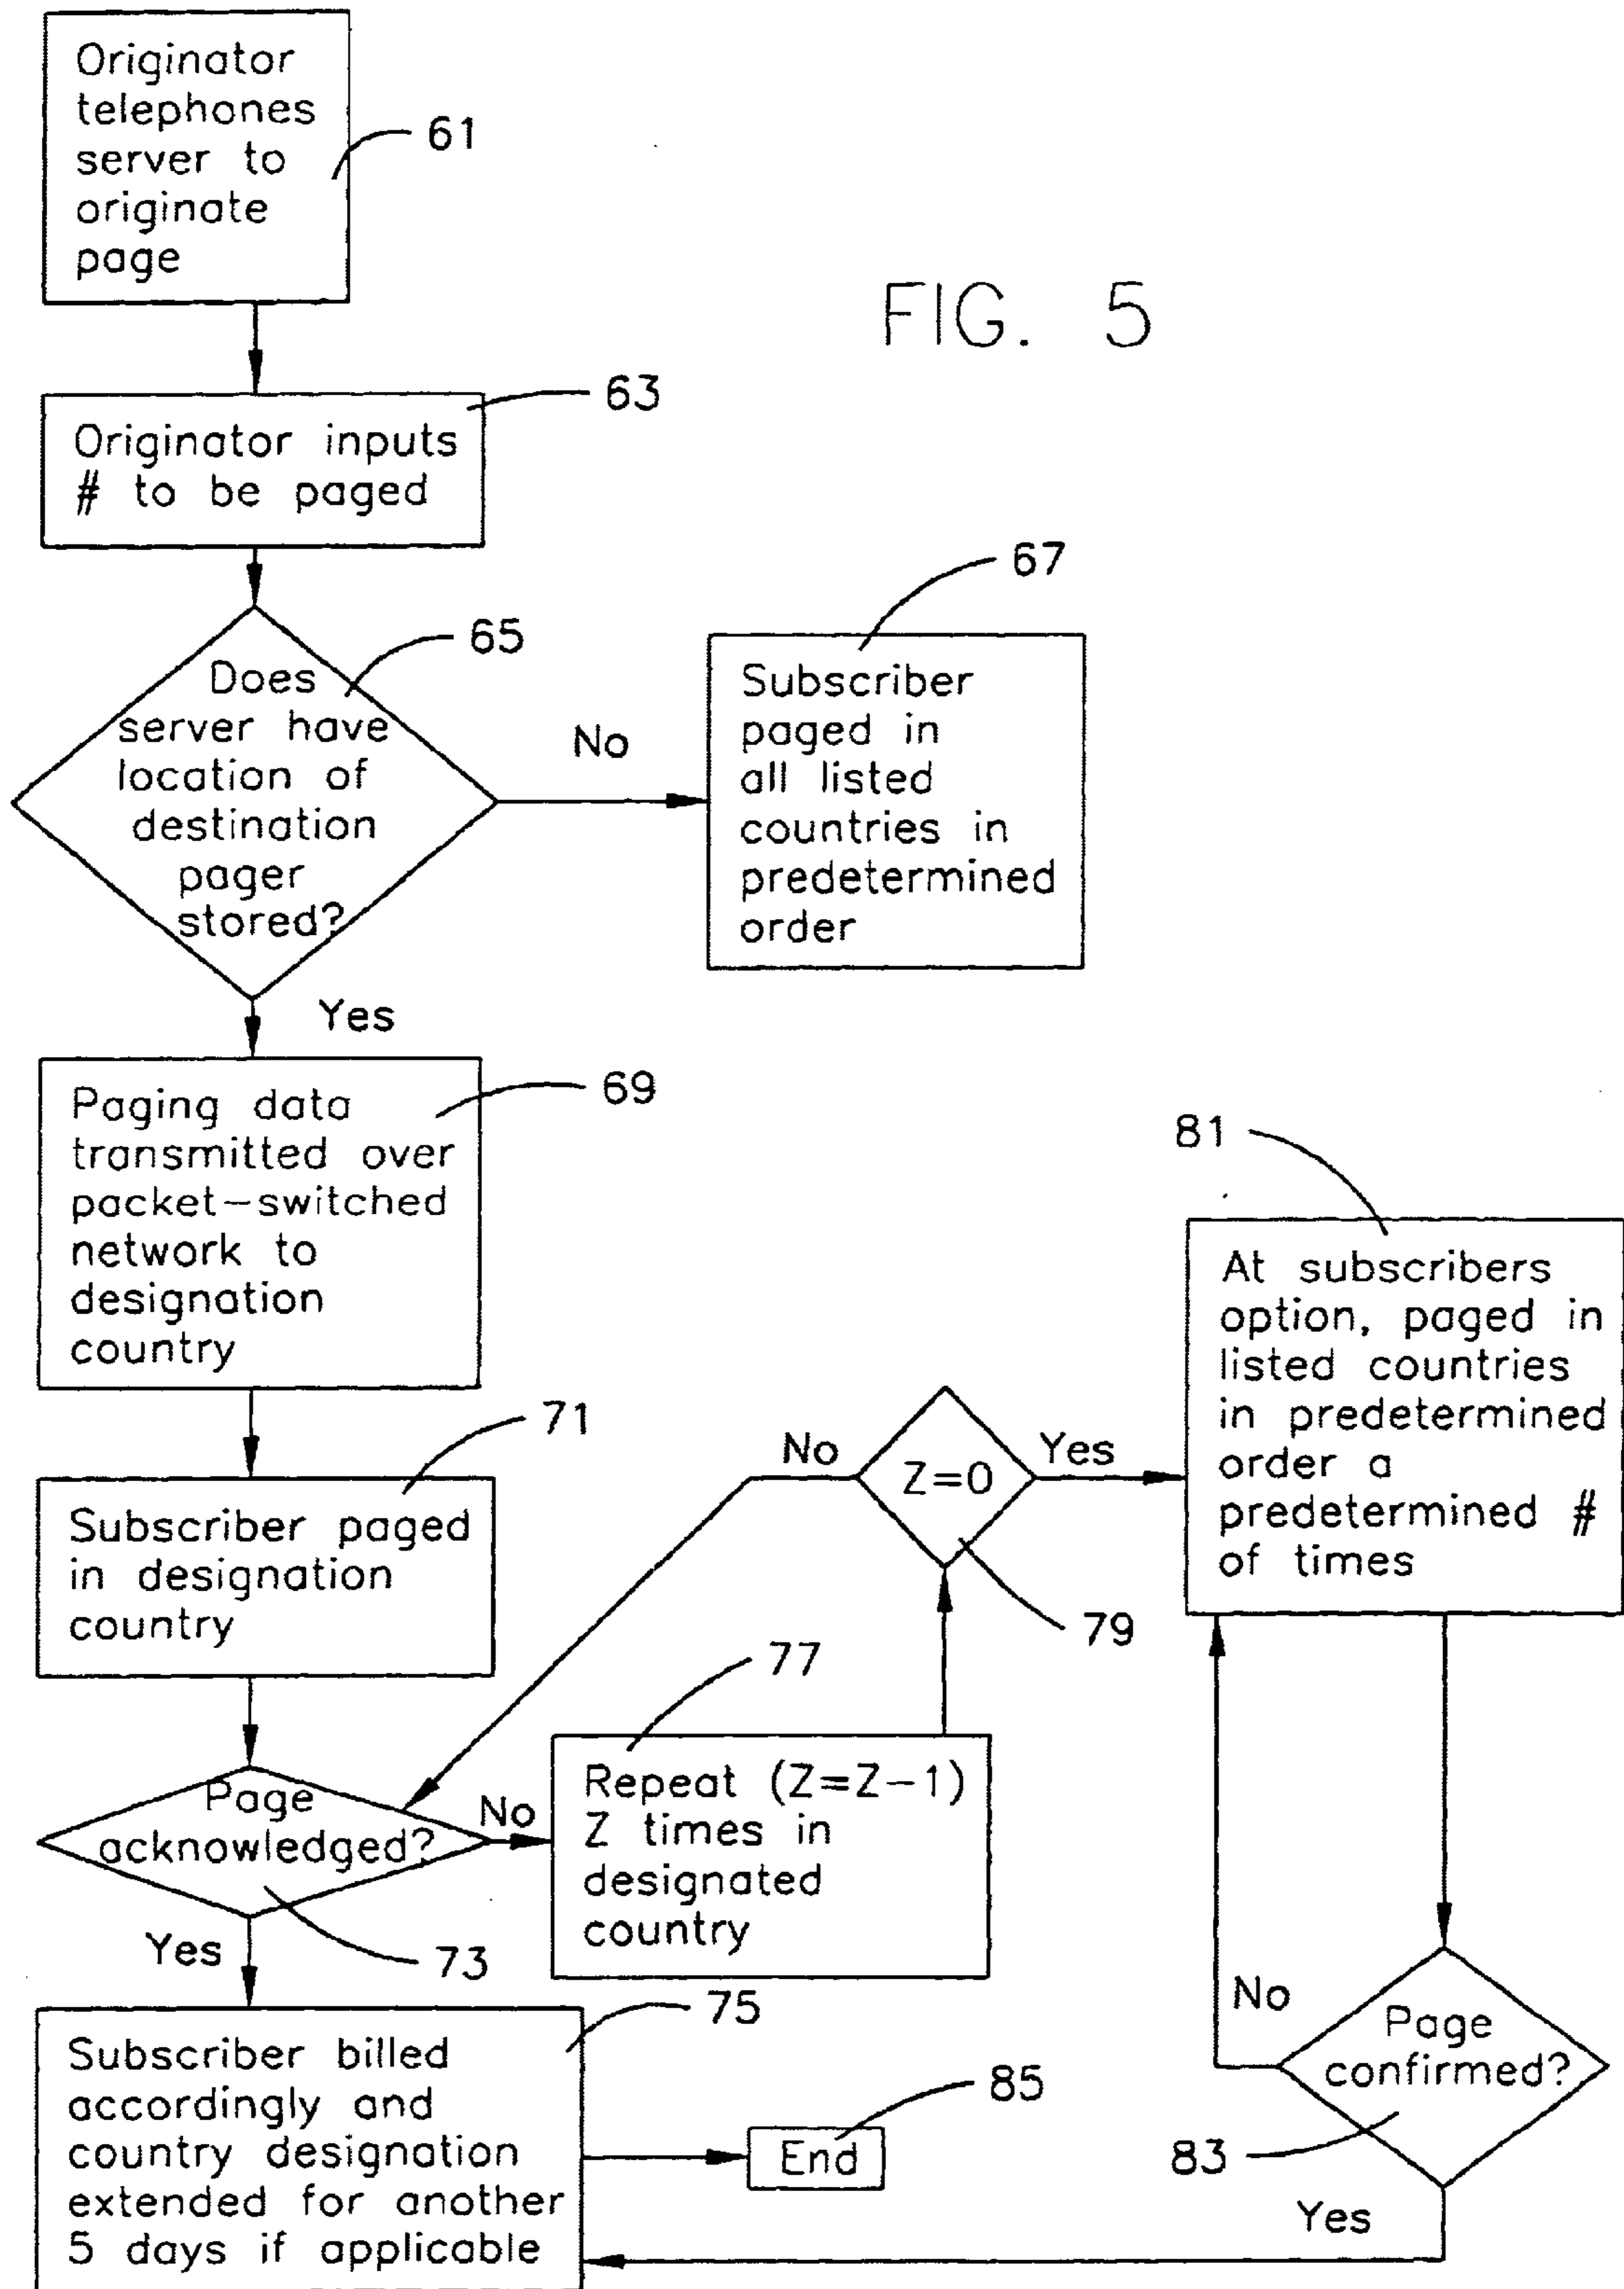 Originator
telephones
server to
originate
page
61
FIG. 5
63
Originator inputs
# to be paged
67
65
Does
server have
location of
destination
pager
stored?
No
Subscriber
paged in
all listed
countries in
predetermined
order
Yes
69
Paging data
transmitted over
packet-switched
network to
designation
country
81
At subscribers
option, paged in
listed countries
in predetermined
order a
predetermined #
of times
71
Subscriber paged
in designation
country
No
Z=0
Yes
79
77
Repeat (Z=Z-1)
Z times in
designated
country
Page
acknowledged?
No
Yes
73
75
Subscriber billed
accordingly and
country designation
extended for another
5 days if applicable
85
End
No
Page
confirmed?
83
Yes